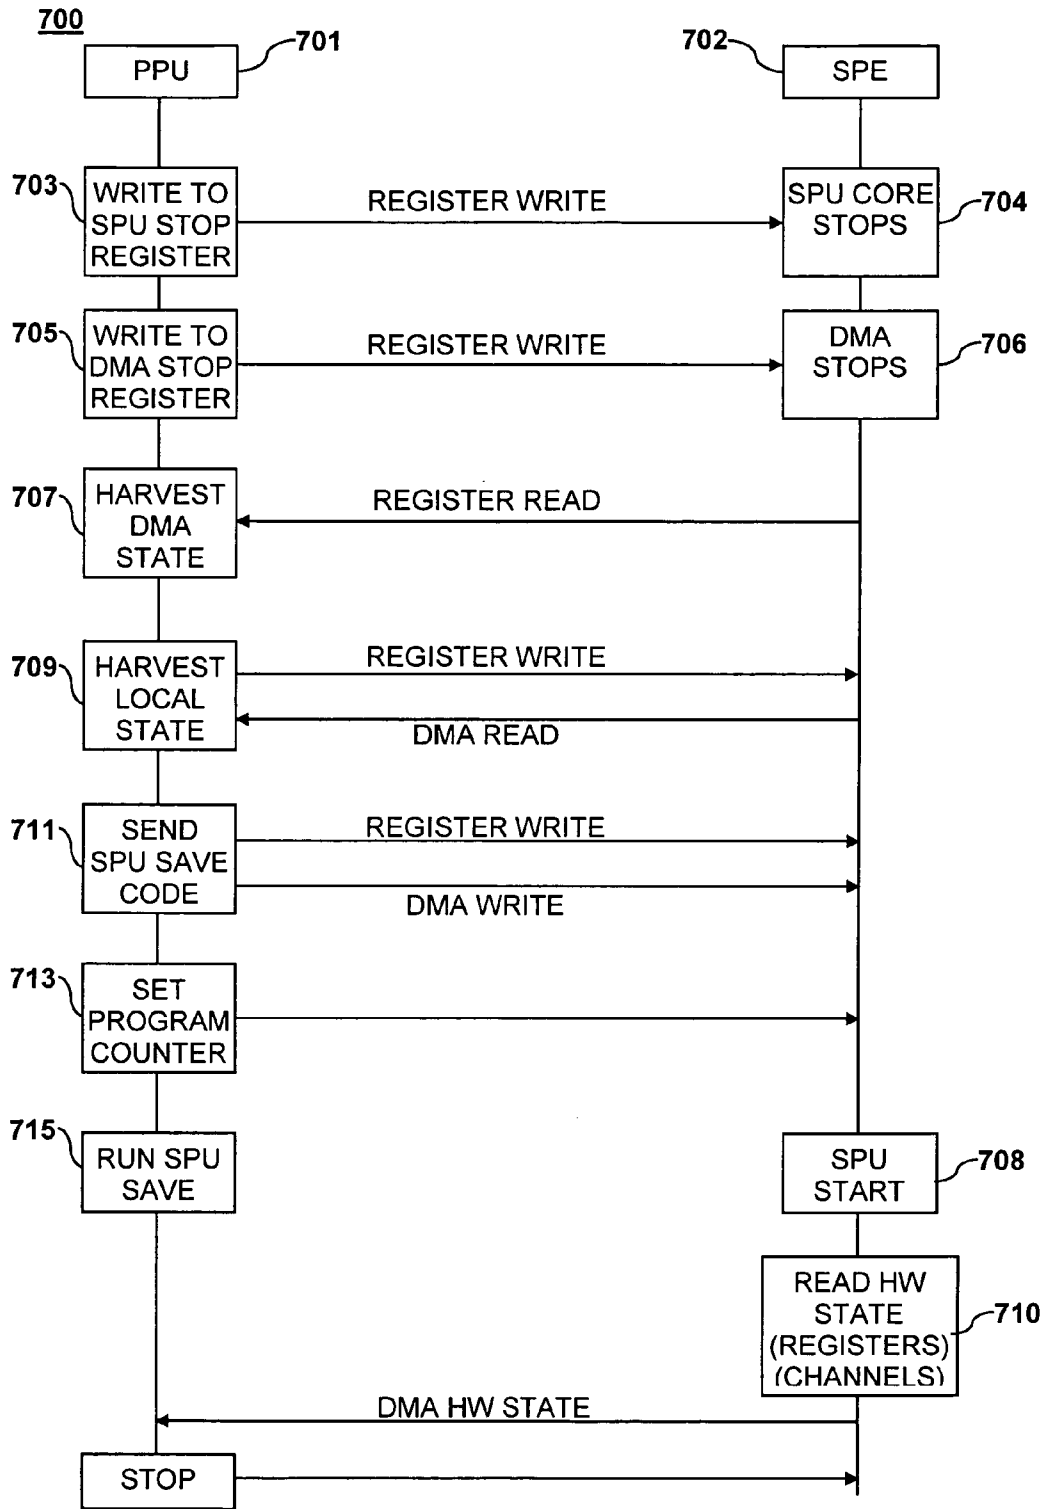 700
701
702
PPU
SPE
703
WRITE TO
SPU STOP
REGISTER
REGISTER WRITE
SPU CORE
STOPS
704
705
WRITE TO
DMA STOP
REGISTER
REGISTER WRITE
DMA
STOPS
706
707
HARVEST
DMA
STATE
REGISTER READ
709
HARVEST
LOCAL
STATE
REGISTER WRITE
DMA READ
711
SEND
SPU SAVE
CODE
REGISTER WRITE
DMA WRITE
713
SET
PROGRAM
COUNTER
715
RUN SPU
SAVE
SPU
START
708
READ HW
STATE
(REGISTERS)
(CHANNELS)
710
DMA HW STATE
STOP